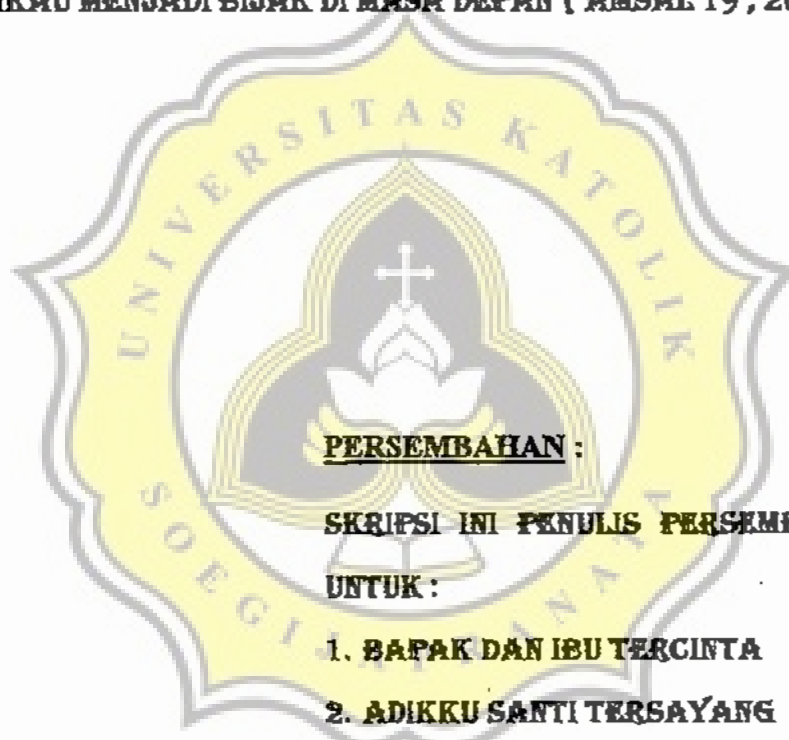 KAU MENJADI BIJAK DI MASA DEPAN ( AMSAL 19 , 20
UNIVERSITAS KATOLIK
SOEGIJAPRANATA
PERSEMBAHAN :
SKRIPSI INI PENULIS
UNTUK :
1. BAPAK DAN IBU TERCINTA
2. ADIKKU SANTI TERSAYANG